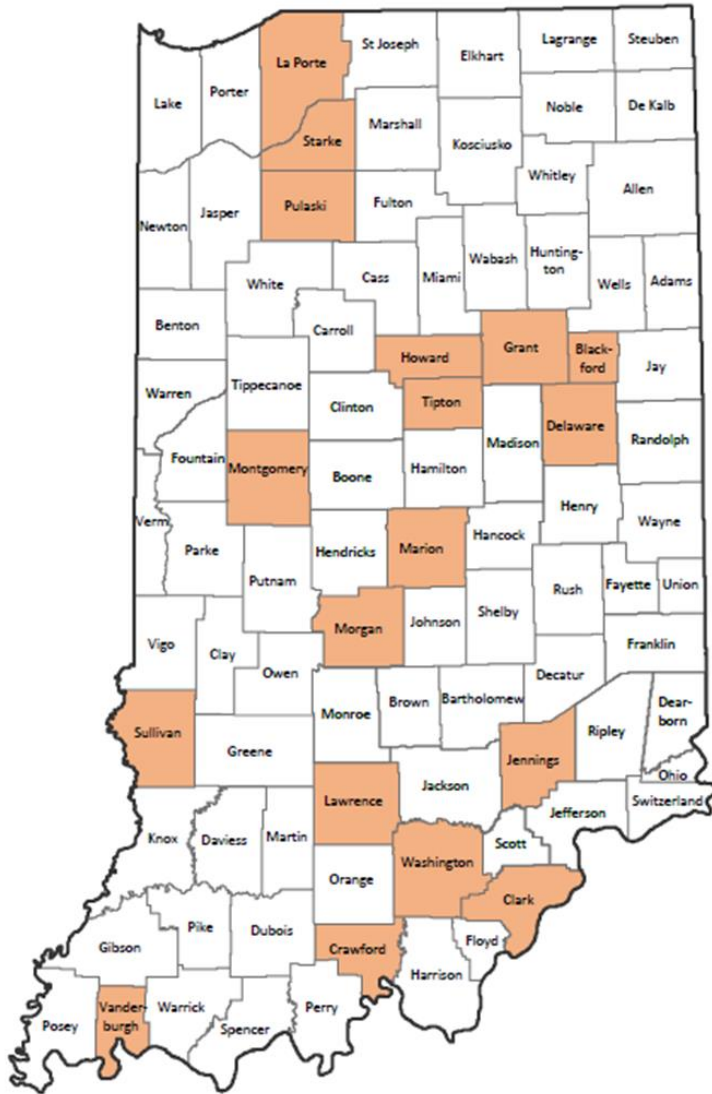 St Joseph
Elkhart
Lagrange
Steuben
La Porte
Lake
Porter
Noble
De Kalb
Starke
Marshall
Kosciusko
Whitley
Allen
Newton
Jasper
Pulaski
Fulton
Wabash
Hunting-
ton
White
Cass
Miami
Wells
Adams
Benton
Carroll
Howard
Grant
Black-
ford
Jay
Warren
Tippecanoe
Clinton
Tipton
Madison
Delaware
Randolph
Fountain
Montgomery
Boone
Hamilton
Henry
Verm
Parke
Putnam
Hendricks
Marion
Hancock
Wayne
Rush
Fayette
Union
Vigo
Clay
Owen
Morgan
Johnson
Shelby
Franklin
Decatur
Sullivan
Greene
Monroe
Brown
Bartholomew
Jennings
Ripley
Dear-
born
Ohio
Knox
Daviess
Martin
Lawrence
Jackson
Jefferson
Switzerland
Scott
Orange
Washington
Clark
Gibson
Pike
Dubois
Crawford
Harrison
Floyd
Posey
Vander-
burgh
Warrick
Spencer
Perry